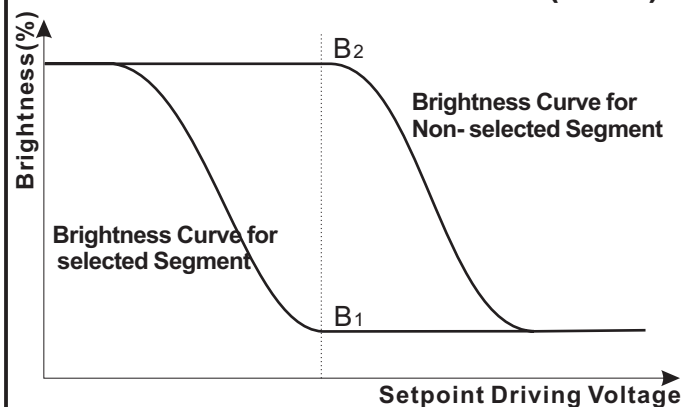 Brightness(%)
B2
Brightness Curve for
Non- selected Segment
Brightness Curve for
selected Segment
B1
Setpoint Driving Voltage